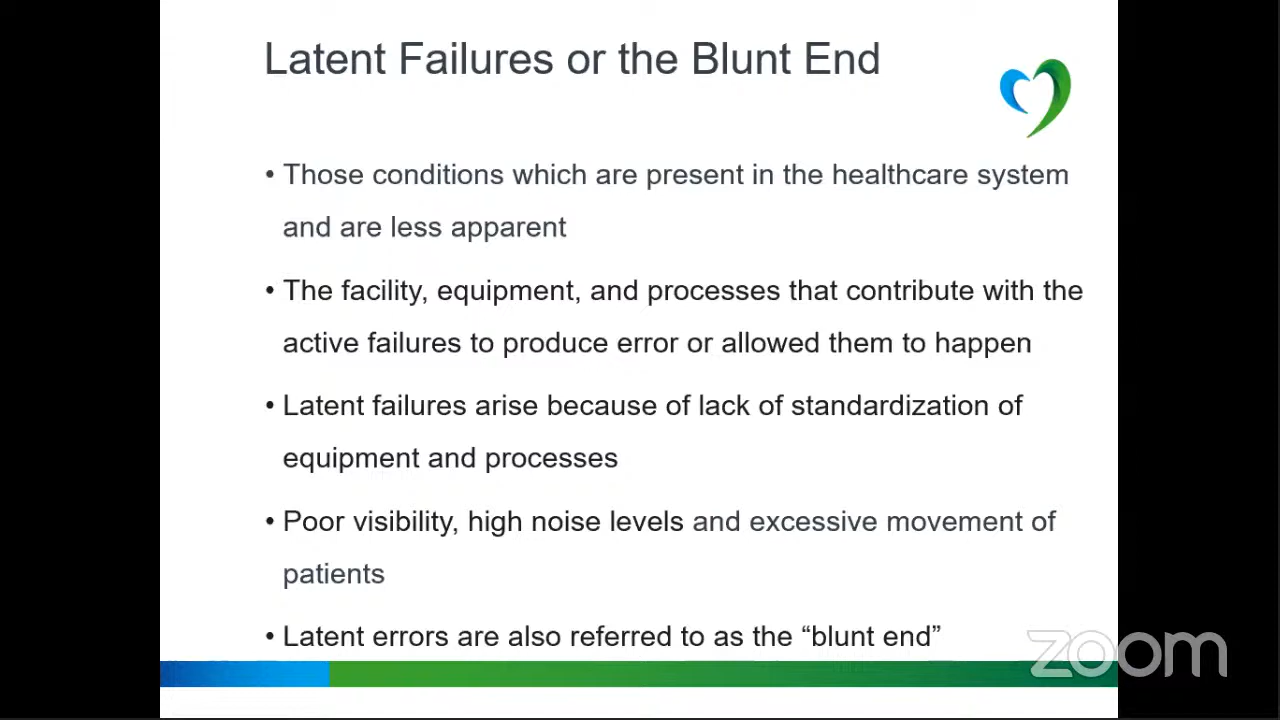 Latent Failures or the Blunt End
• Those conditions which are present in the healthcare system
and are less apparent
• The facility, equipment, and processes that contribute with the
active failures to produce error or allowed them to happen
• Latent failures arise because of lack of standardization of
equipment and processes
• Poor visibility, high noise levels and excessive movement of
patients
• Latent errors are also referred to as the “blunt end”
zoom